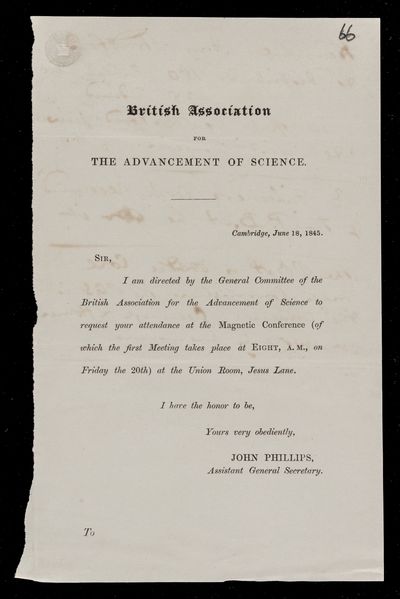 66
British Association
FOR
THE ADVANCEMENT OF SCIENCE.
Cambridge, June 18, 1845.
SIR,
I am directed by the General Committee of the
British Association for the Advancement of Science to
request your attendance at the Magnetic Conference (of
which the first Meeting takes place at EIGHT, A.M., on
Friday the 20th) at the Union Room, Jesus Lane.
I have the honor to be,
Yours very obediently,
JOHN PHILLIPS,
Assistant General Secretary.
To